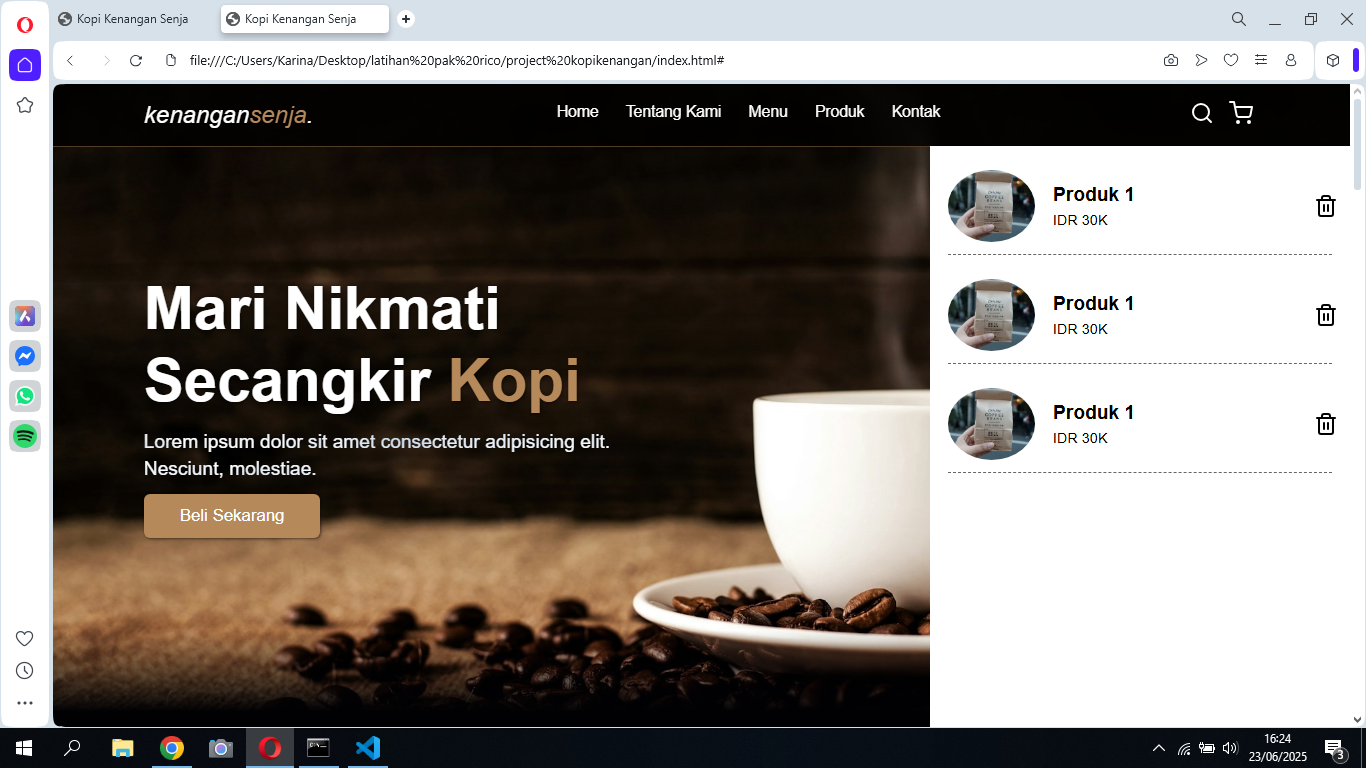 Kopi Kenangan Senja
Kopi Kenangan Senja
file:///C:/Users/Karina/Desktop/latihan%20pak%20rico/project%20kopikenangan/index.html#
kenangansenja.
Home Tentang Kami Menu Produk Kontak
Mari Nikmati
Secangkir Kopi
Lorem ipsum dolor sit amet consectetur adipisicing elit.
Nesciunt, molestiae.
Beli Sekarang
Produk 1
IDR 30K
Produk 1
IDR 30K
Produk 1
IDR 30K
16:24
23/06/2025
3